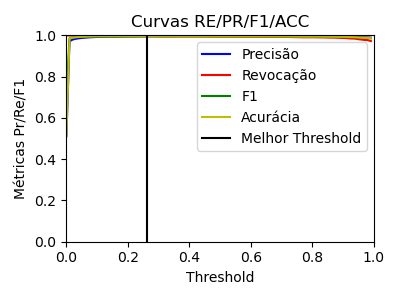 Curvas RE/PR/F1/ACC
Métricas Pr/Re/F1
1.0
0.8
0.6
0.4
0.2
0.0
Precisão
Revocação
F1
Acurácia
Melhor Threshold
0.0 0.2 0.4 0.6 0.8 1.0
Threshold